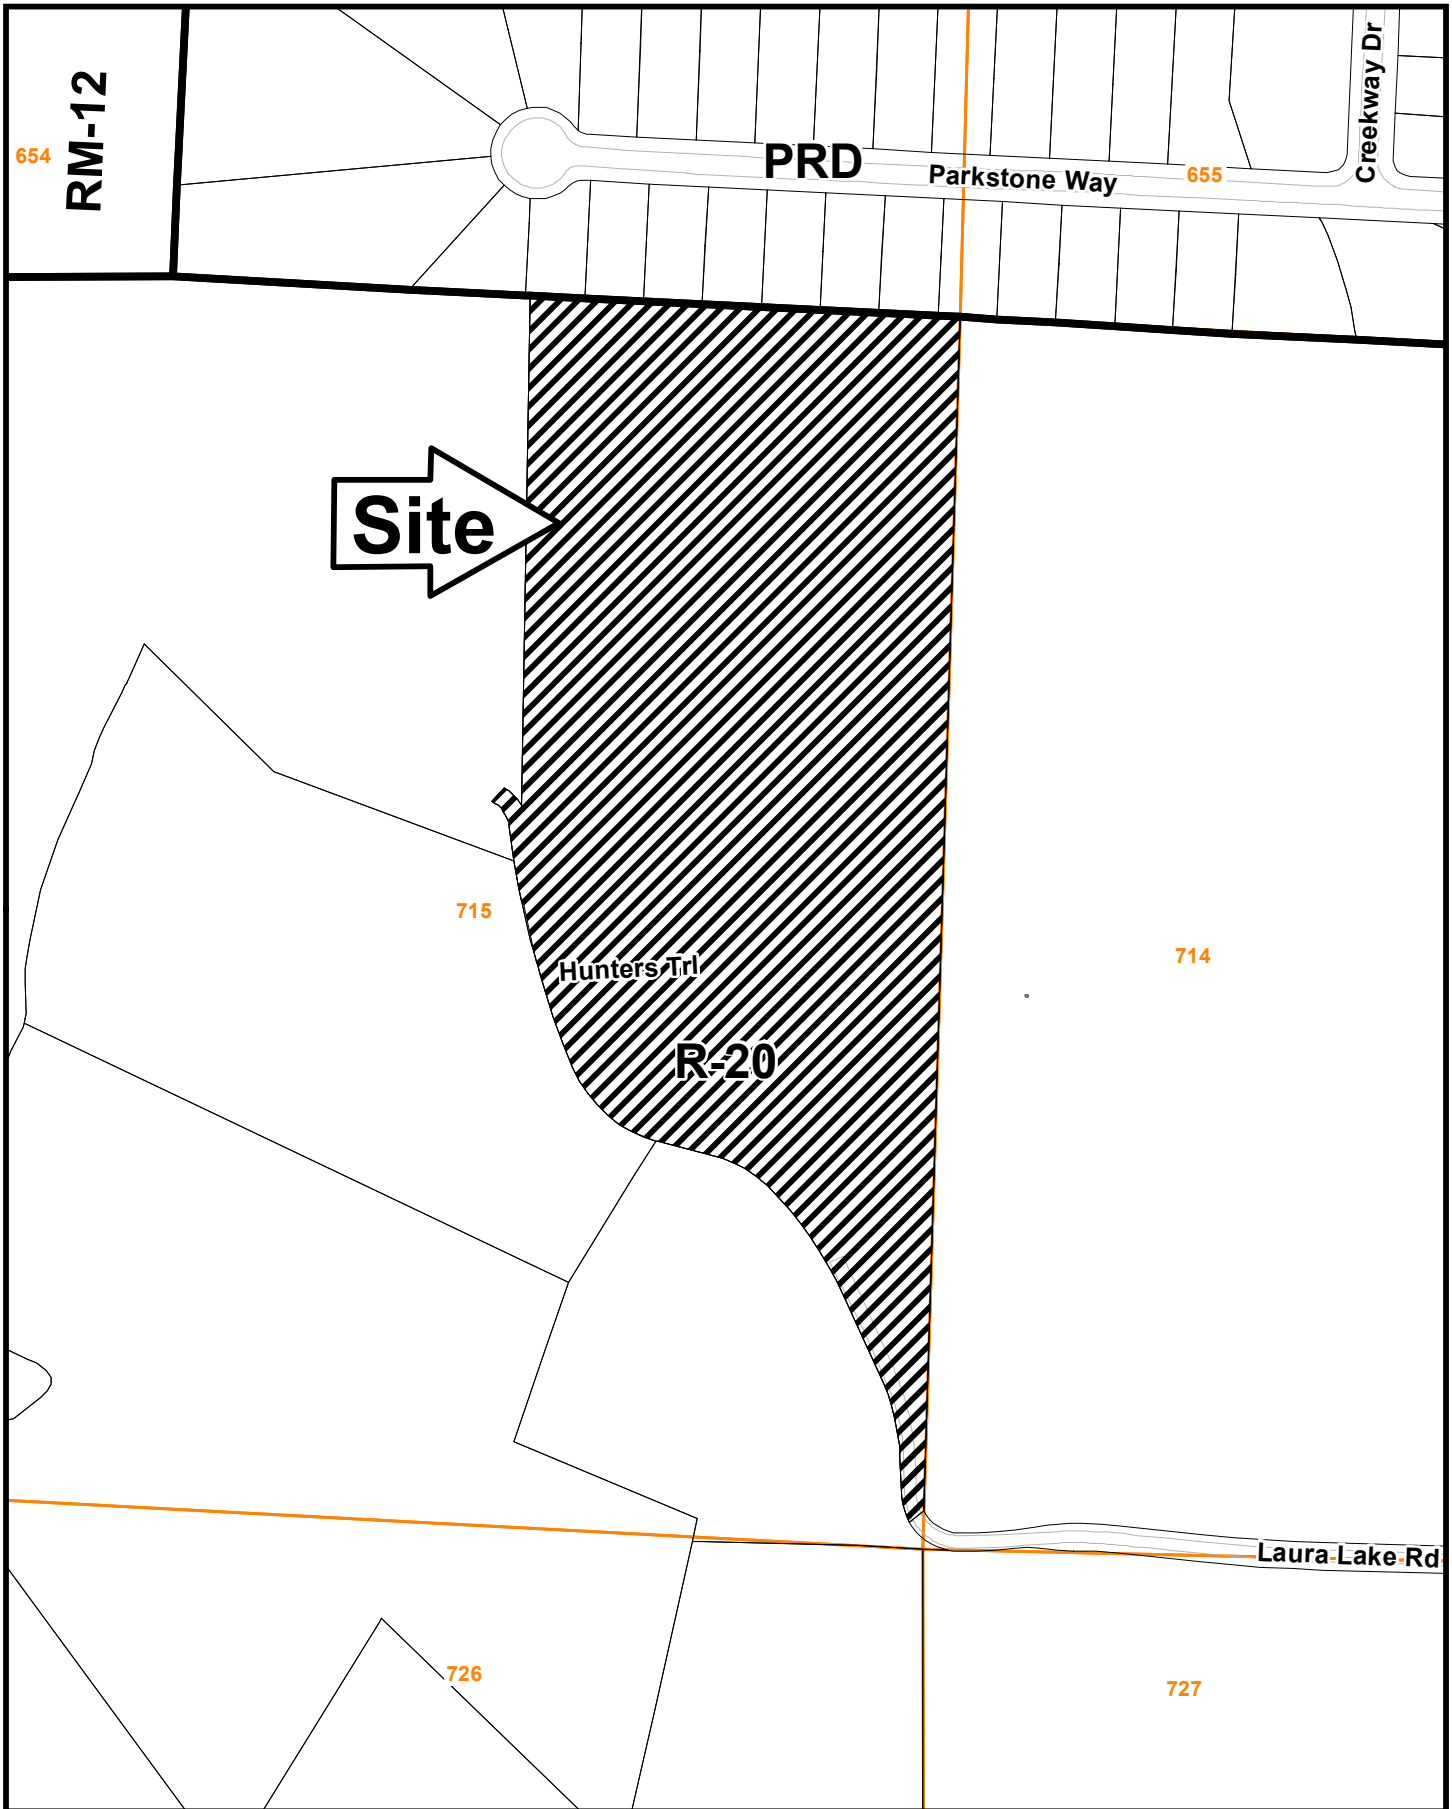 Creekway Dr
RM-12
654
PRD
Parkstone Way
655
Site
715
714
Hunters Trl
R-20
Laura Lake Rd
726
727